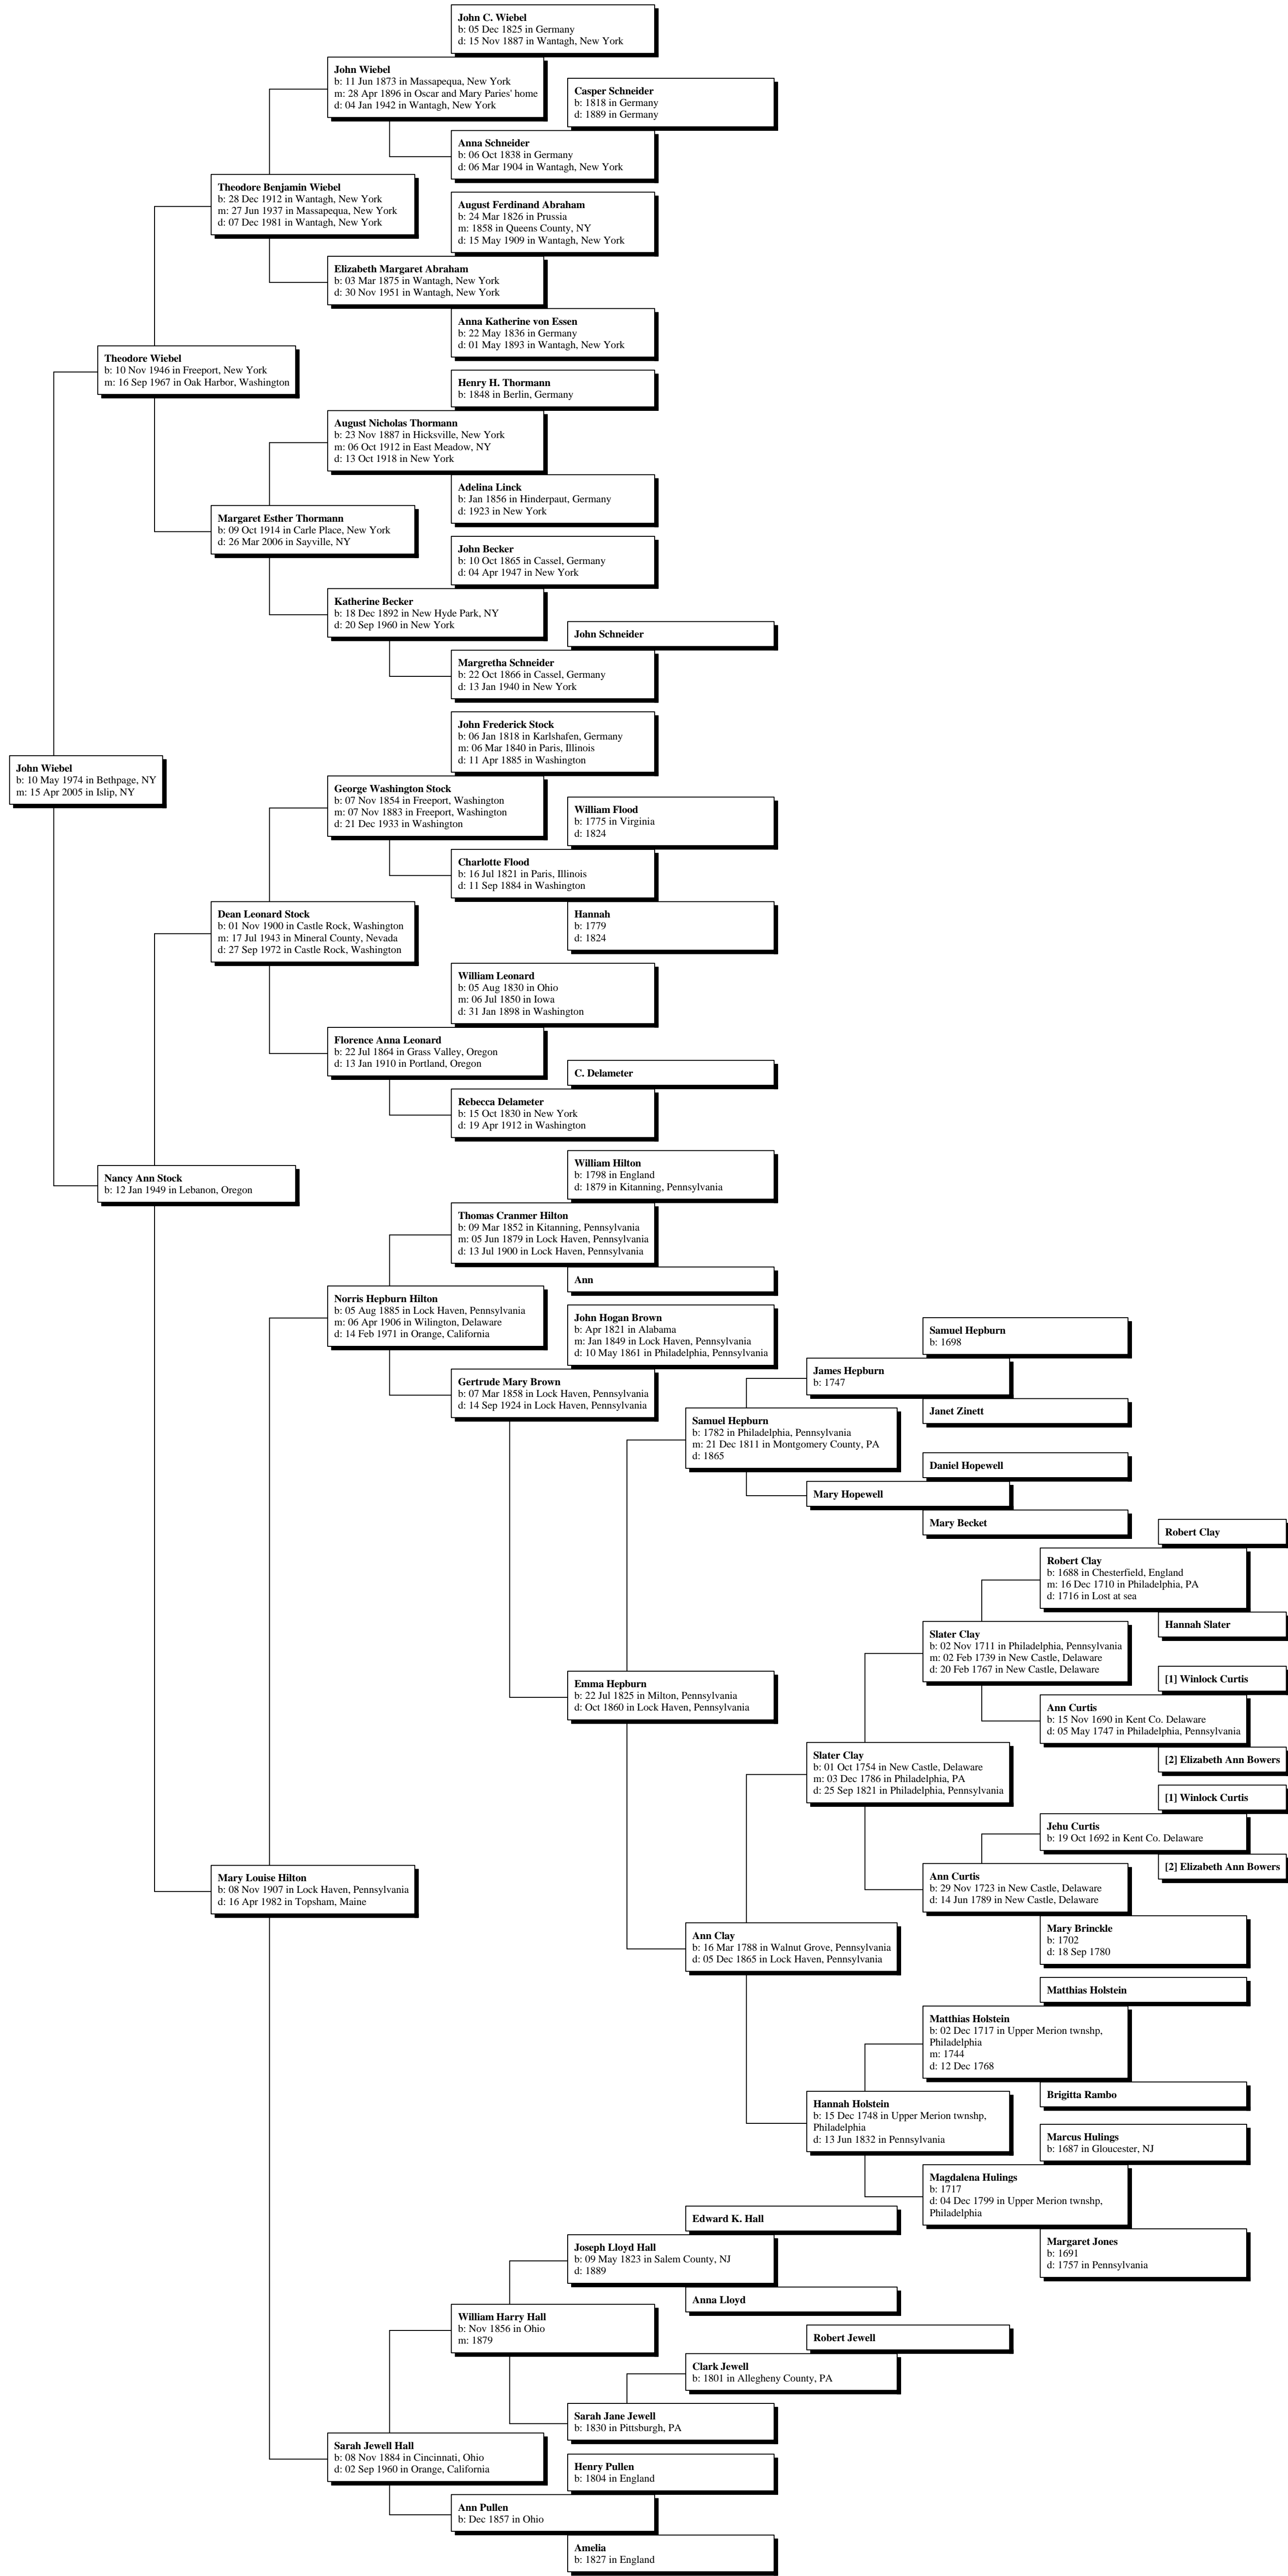 John C. Wiebel
b: 05 Dec 1825 in Germany
d: 15 Nov 1887 in Wantagh, New York
John Wiebel
b: 11 Jun 1873 in Massapequa, New York
m: 28 Apr 1896 in Oscar and Mary Paries' home
d: 04 Jan 1942 in Wantagh, New York
Casper Schneider
b: 1818 in Germany
d: 1889 in Germany
Anna Schneider
b: 06 Oct 1838 in Germany
d: 06 Mar 1904 in Wantagh, New York
Theodore Benjamin Wiebel
b: 28 Dec 1912 in Wantagh, New York
m: 27 Jun 1937 in Massapequa, New York
d: 07 Dec 1981 in Wantagh, New York
August Ferdinand Abraham
b: 24 Mar 1826 in Prussia
m: 1858 in Queens County, NY
d: 15 May 1909 in Wantagh, New York
Elizabeth Margaret Abraham
b: 03 Mar 1875 in Wantagh, New York
d: 30 Nov 1951 in Wantagh, New York
Anna Katherine von Essen
b: 22 May 1836 in Germany
d: 01 May 1893 in Wantagh, New York
Theodore Wiebel
b: 10 Nov 1946 in Freeport, New York
m: 16 Sep 1967 in Oak Harbor, Washington
Henry H. Thormann
b: 1848 in Berlin, Germany
August Nicholas Thormann
b: 23 Nov 1887 in Hicksville, New York
m: 06 Oct 1912 in East Meadow, NY
d: 13 Oct 1918 in New York
Adelina Linck
b: Jan 1856 in Hinderpaut, Germany
d: 1923 in New York
Margaret Esther Thormann
b: 09 Oct 1914 in Carle Place, New York
d: 26 Mar 2006 in Sayville, NY
John Becker
b: 10 Oct 1865 in Cassel, Germany
d: 04 Apr 1947 in New York
Katherine Becker
b: 18 Dec 1892 in New Hyde Park, NY
d: 20 Sep 1960 in New York
John Schneider
Margretha Schneider
b: 22 Oct 1866 in Cassel, Germany
d: 13 Jan 1940 in New York
John Frederick Stock
b: 06 Jan 1818 in Karlshafen, Germany
m: 06 Mar 1840 in Paris, Illinois
d: 11 Apr 1885 in Washington
John Wiebel
b: 10 May 1974 in Bethpage, NY
m: 15 Apr 2005 in Islip, NY
George Washington Stock
b: 07 Nov 1854 in Freeport, Washington
m: 07 Nov 1883 in Freeport, Washington
d: 21 Dec 1933 in Washington
William Flood
b: 1775 in Virginia
d: 1824
Charlotte Flood
b: 16 Jul 1821 in Paris, Illinois
d: 11 Sep 1884 in Washington
Hannah
b: 1779
d: 1824
Dean Leonard Stock
b: 01 Nov 1900 in Castle Rock, Washington
m: 17 Jul 1943 in Mineral County, Nevada
d: 27 Sep 1972 in Castle Rock, Washington
William Leonard
b: 05 Aug 1830 in Ohio
m: 06 Jul 1850 in Iowa
d: 31 Jan 1898 in Washington
Florence Anna Leonard
b: 22 Jul 1864 in Grass Valley, Oregon
d: 13 Jan 1910 in Portland, Oregon
C. Delameter
Rebecca Delameter
b: 15 Oct 1830 in New York
d: 19 Apr 1912 in Washington
Nancy Ann Stock
b: 12 Jan 1949 in Lebanon, Oregon
William Hilton
b: 1798 in England
d: 1879 in Kitanning, Pennsylvania
Thomas Cranmer Hilton
b: 09 Mar 1852 in Kitanning, Pennsylvania
m: 05 Jun 1879 in Lock Haven, Pennsylvania
d: 13 Jul 1900 in Lock Haven, Pennsylvania
Ann
Norris Hepburn Hilton
b: 05 Aug 1885 in Lock Haven, Pennsylvania
m: 06 Apr 1906 in Wilington, Delaware
d: 14 Feb 1971 in Orange, California
John Hogan Brown
b: Apr 1821 in Alabama
m: Jan 1849 in Lock Haven, Pennsylvania
d: 10 May 1861 in Philadelphia, Pennsylvania
Gertrude Mary Brown
b: 07 Mar 1858 in Lock Haven, Pennsylvania
d: 14 Sep 1924 in Lock Haven, Pennsylvania
Samuel Hepburn
b: 1698
James Hepburn
b: 1747
Janet Zinett
Samuel Hepburn
b: 1782 in Philadelphia, Pennsylvania
m: 21 Dec 1811 in Montgomery County, PA
d: 1865
Daniel Hopewell
Mary Hopewell
Mary Becket
Robert Clay
Robert Clay
b: 1688 in Chesterfield, England
m: 16 Dec 1710 in Philadelphia, PA
d: 1716 in Lost at sea
Hannah Slater
Slater Clay
b: 02 Nov 1711 in Philadelphia, Pennsylvania
m: 02 Feb 1739 in New Castle, Delaware
d: 20 Feb 1767 in New Castle, Delaware
[1] Winlock Curtis
Ann Curtis
b: 15 Nov 1690 in Kent Co. Delaware
d: 05 May 1747 in Philadelphia, Pennsylvania
[2] Elizabeth Ann Bowers
Emma Hepburn
b: 22 Jul 1825 in Milton, Pennsylvania
d: Oct 1860 in Lock Haven, Pennsylvania
Slater Clay
b: 01 Oct 1754 in New Castle, Delaware
m: 03 Dec 1786 in Philadelphia, PA
d: 25 Sep 1821 in Philadelphia, Pennsylvania
[1] Winlock Curtis
Jehu Curtis
b: 19 Oct 1692 in Kent Co. Delaware
[2] Elizabeth Ann Bowers
Ann Curtis
b: 29 Nov 1723 in New Castle, Delaware
d: 14 Jun 1789 in New Castle, Delaware
Mary Brinckle
b: 1702
d: 18 Sep 1780
Mary Louise Hilton
b: 08 Nov 1907 in Lock Haven, Pennsylvania
d: 16 Apr 1982 in Topsham, Maine
Ann Clay
b: 16 Mar 1788 in Walnut Grove, Pennsylvania
d: 05 Dec 1865 in Lock Haven, Pennsylvania
Matthias Holstein
Matthias Holstein
b: 02 Dec 1717 in Upper Merion twnshp,
Philadelphia
m: 1744
d: 12 Dec 1768
Brigitta Rambo
Hannah Holstein
b: 15 Dec 1748 in Upper Merion twnshp,
Philadelphia
d: 13 Jun 1832 in Pennsylvania
Marcus Hulings
b: 1687 in Gloucester, NJ
Magdalena Hulings
b: 1717
d: 04 Dec 1799 in Upper Merion twnshp,
Philadelphia
Margaret Jones
b: 1691
d: 1757 in Pennsylvania
Edward K. Hall
Joseph Lloyd Hall
b: 09 May 1823 in Salem County, NJ
d: 1889
Anna Lloyd
William Harry Hall
b: Nov 1856 in Ohio
m: 1879
Robert Jewell
Clark Jewell
b: 1801 in Allegheny County, PA
Sarah Jane Jewell
b: 1830 in Pittsburgh, PA
Sarah Jewell Hall
b: 08 Nov 1884 in Cincinnati, Ohio
d: 02 Sep 1960 in Orange, California
Henry Pullen
b: 1804 in England
Ann Pullen
b: Dec 1857 in Ohio
Amelia
b: 1827 in England